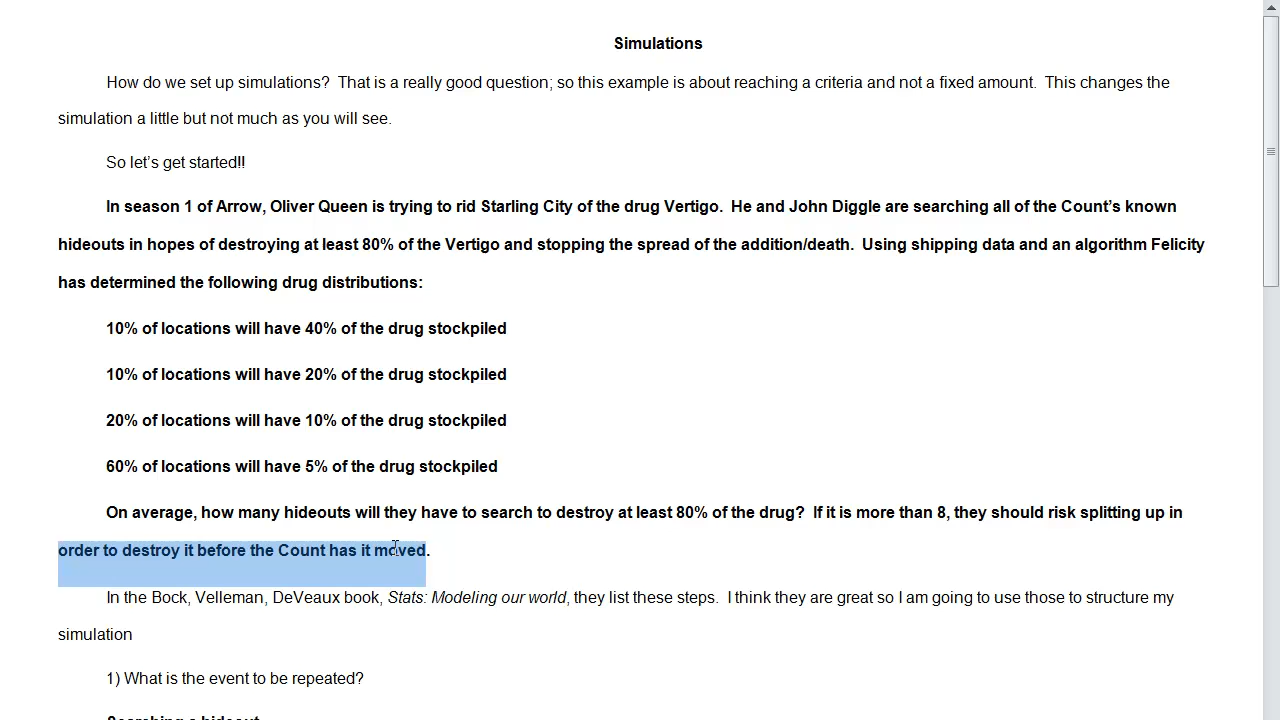 Simulations
How do we set up simulations?  That is a really good question; so this example is about reaching a criteria and not a fixed amount.  This changes the
simulation a little but not much as you will see.
So let’s get started!!
In season 1 of Arrow, Oliver Queen is trying to rid Starling City of the drug Vertigo.  He and John Diggle are searching all of the Count’s known
hideouts in hopes of destroying at least 80% of the Vertigo and stopping the spread of the addition/death.  Using shipping data and an algorithm Felicity
has determined the following drug distributions:
10% of locations will have 40% of the drug stockpiled
10% of locations will have 20% of the drug stockpiled
20% of locations will have 10% of the drug stockpiled
60% of locations will have 5% of the drug stockpiled
On average, how many hideouts will they have to search to destroy at least 80% of the drug?  If it is more than 8, they should risk splitting up in
order to destroy it before the Count has it moved.
In the Bock, Velleman, DeVeaux book, Stats: Modeling our world, they list these steps.  I think they are great so I am going to use those to structure my
simulation
1) What is the event to be repeated?
Searching a hideout